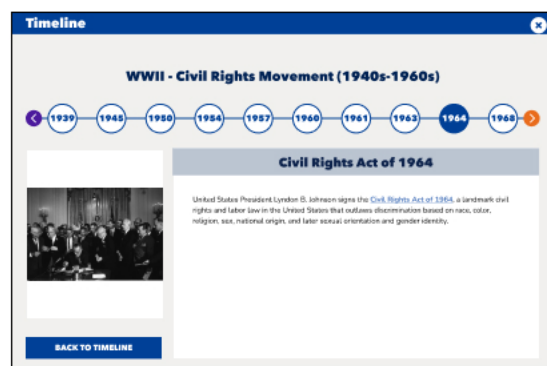 Timeline
WWII - Civil Rights Movement (1940s-1960s)
1939 1945 1950 1954 1957 1960 1961 1963 1964 1968
Civil Rights Act of 1964
United States President Lyndon B. Johnson signs the Civil Rights Act of 1964, a landmark civil
rights and labor law in the United States that outlaws discrimination based on race, color,
religion, sex, national origin, and later sexual orientation and gender identity.
BACK TO TIMELINE